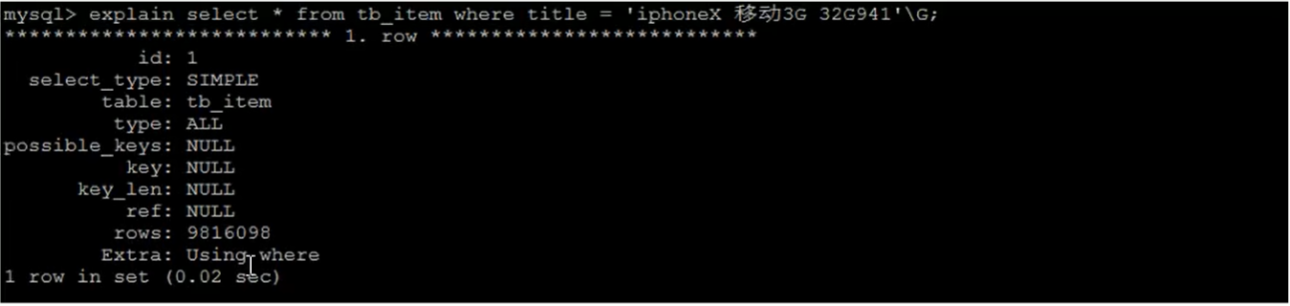 mysql> explain select * from tb_item where title = 'iphoneX 移动3G 32G941'\G;
*************************** 1. row ***************************
id: 1
select_type: SIMPLE
table: tb_item
type: ALL
possible_keys: NULL
key: NULL
key_len: NULL
ref: NULL
rows: 9816098
Extra: Using where
1 row in set (0.02 sec)